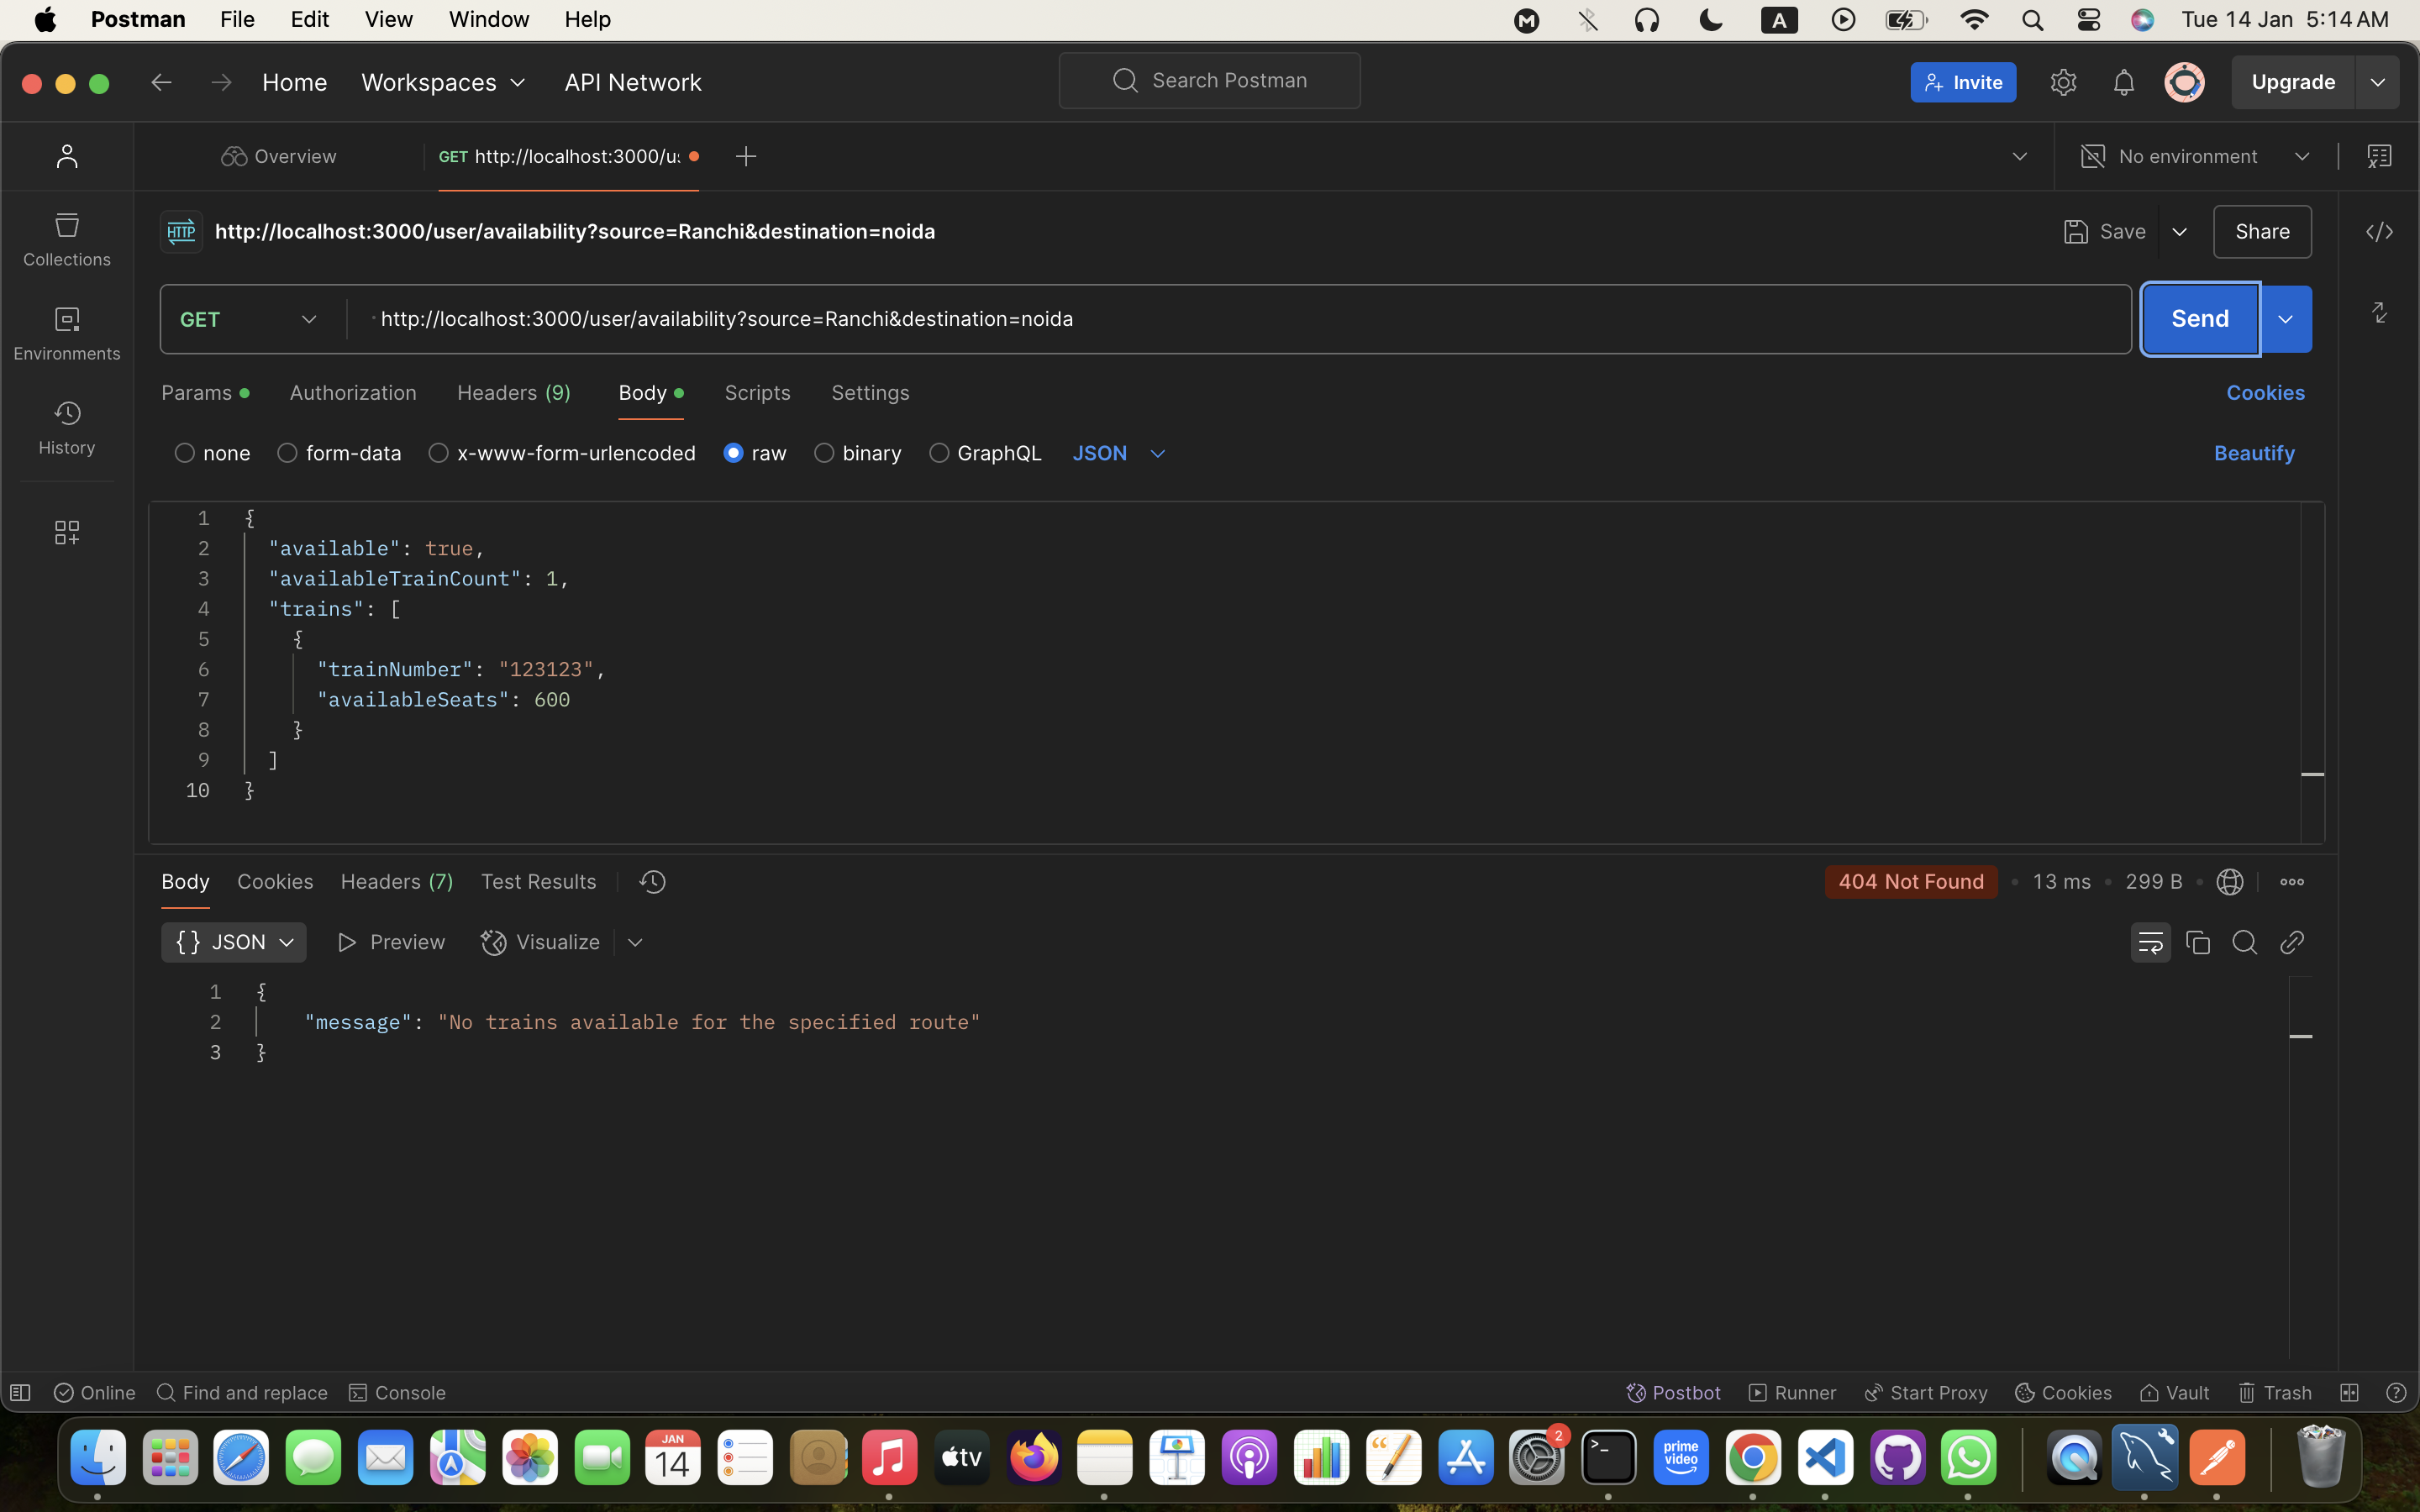 Postman File Edit View Window Help A Tue 14 Jan 5:14 AM
Home Workspaces API Network Search Postman Invite Upgrade
Overview GET http://localhost:3000/u No environment
HTTP http://localhost:3000/user/availability?source=Ranchi&destination=noida Save Share
Collections
GET http://localhost:3000/user/availability?source=Ranchi&destination=noida Send
Environments
Params Authorization Headers (9) Body Scripts Settings Cookies
History
none form-data x-www-form-urlencoded raw binary GraphQL JSON Beautify
1 {
2 "available": true,
3 "availableTrainCount": 1,
4 "trains": [
5 {
6 "trainNumber": "123123",
7 "availableSeats": 600
8 }
9 ]
10 }
Body Cookies Headers (7) Test Results 404 Not Found 13 ms 299 B
{} JSON Preview Visualize
1 {
2 "message": "No trains available for the specified route"
3 }
Online Find and replace Console Postbot Runner Start Proxy Cookies Vault Trash
JAN
14
tv
2
prime
video